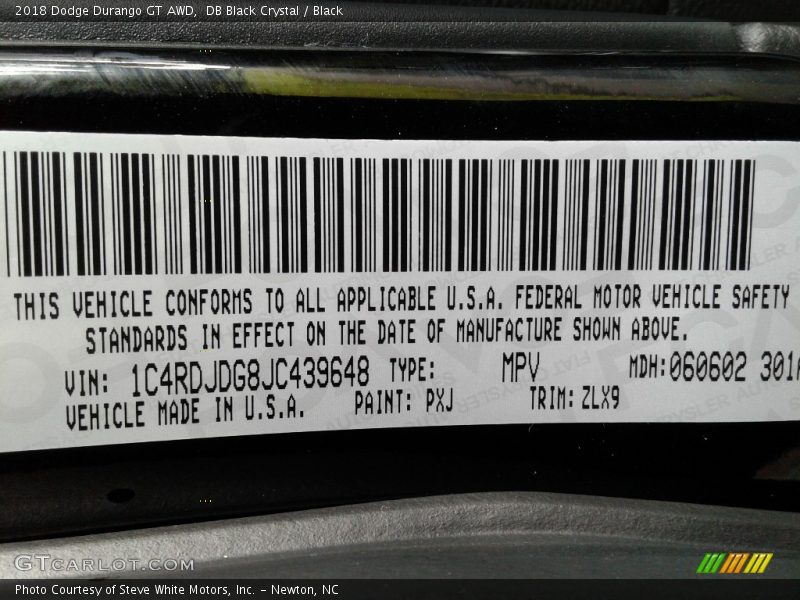 2018 Dodge Durango GT AWD,  DB Black Crystal / Black
THIS VEHICLE CONFORMS TO ALL APPLICABLE U.S.A. FEDERAL MOTOR VEHICLE SAFETY
STANDARDS IN EFFECT ON THE DATE OF MANUFACTURE SHOWN ABOVE.
VIN: 1C4RDJDG8JC439648 TYPE: MPV MDH:060602 301
VEHICLE MADE IN U.S.A. PAINT: PXJ TRIM: ZLX9
GTCARLOT.COM
Photo Courtesy of Steve White Motors, Inc. – Newton, NC